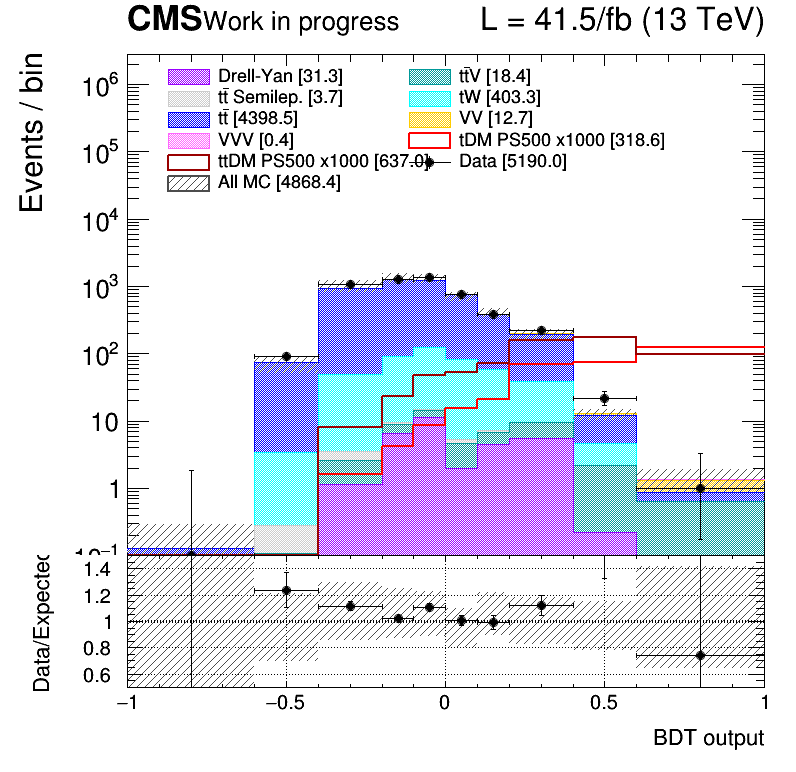 CMS Work in progress L = 41.5/fb (13 TeV)
Events / bin
Drell-Yan [31.3]
tt̄V [18.4]
tt̄ Semilep. [3.7]
tW [403.3]
tt̄ [4398.5]
VV [12.7]
VVV [0.4]
tDM PS500 x1000 [318.6]
ttDM PS500 x1000 [637.0]
Data [5190.0]
All MC [4868.4]
10⁶
10⁵
10⁴
10³
10²
10
1
10⁻¹
Data/Expected
1.4
1.2
1
0.8
0.6
−1 −0.5 0 0.5 1
BDT output